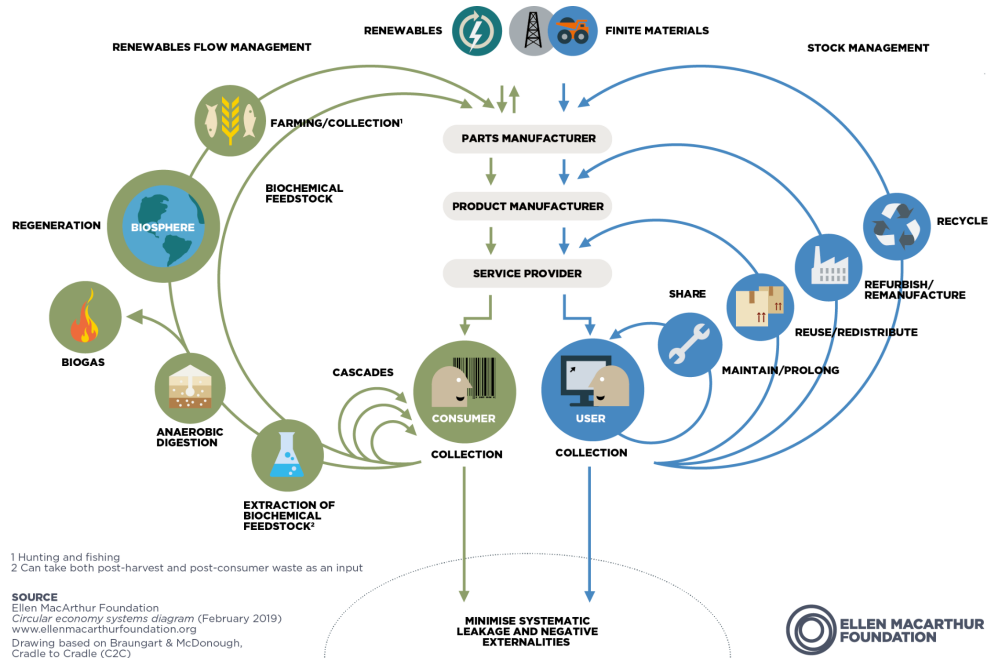 RENEWABLES
FINITE MATERIALS
RENEWABLES FLOW MANAGEMENT
STOCK MANAGEMENT
FARMING/COLLECTION¹
PARTS MANUFACTURER
BIOCHEMICAL
FEEDSTOCK
PRODUCT MANUFACTURER
REGENERATION
BIOSPHERE
RECYCLE
SERVICE PROVIDER
SHARE
REFURBISH/
REMANUFACTURE
REUSE/REDISTRIBUTE
BIOGAS
CASCADES
MAINTAIN/PROLONG
CONSUMER
USER
ANAEROBIC
DIGESTION
COLLECTION
COLLECTION
EXTRACTION OF
BIOCHEMICAL
FEEDSTOCK²
1 Hunting and fishing
2 Can take both post-harvest and post-consumer waste as an input
SOURCE
Ellen MacArthur Foundation
Circular economy systems diagram (February 2019)
www.ellenmacarthurfoundation.org
Drawing based on Braungart & McDonough,
Cradle to Cradle (C2C)
MINIMISE SYSTEMATIC
LEAKAGE AND NEGATIVE
EXTERNALITIES
ELLEN MACARTHUR
FOUNDATION